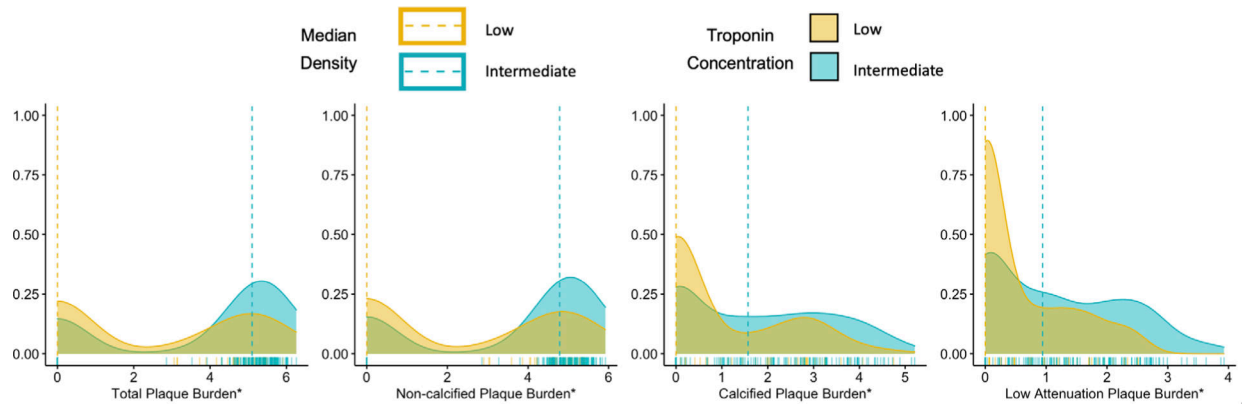 Median
Density
Low
Intermediate
Troponin
Concentration
Low
Intermediate
1.00
0.75
0.50
0.25
0.00
0 2 4 6
Total Plaque Burden*
0 2 4 6
Non-calcified Plaque Burden*
1.00
0.75
0.50
0.25
0.00
0 1 2 3 4 5
Calcified Plaque Burden*
1.00
0.75
0.50
0.25
0.00
0 1 2 3 4
Low Attenuation Plaque Burden*
1.00
0.75
0.50
0.25
0.00